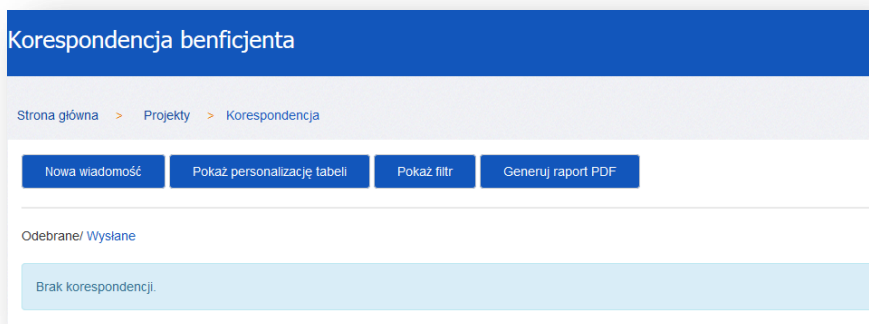 Korespondencja benficjenta
Strona główna > Projekty > Korespondencja
Nowa wiadomość Pokaż personalizację tabeli Pokaż filtr Generuj raport PDF
Odebrane/ Wysłane
Brak korespondencji.